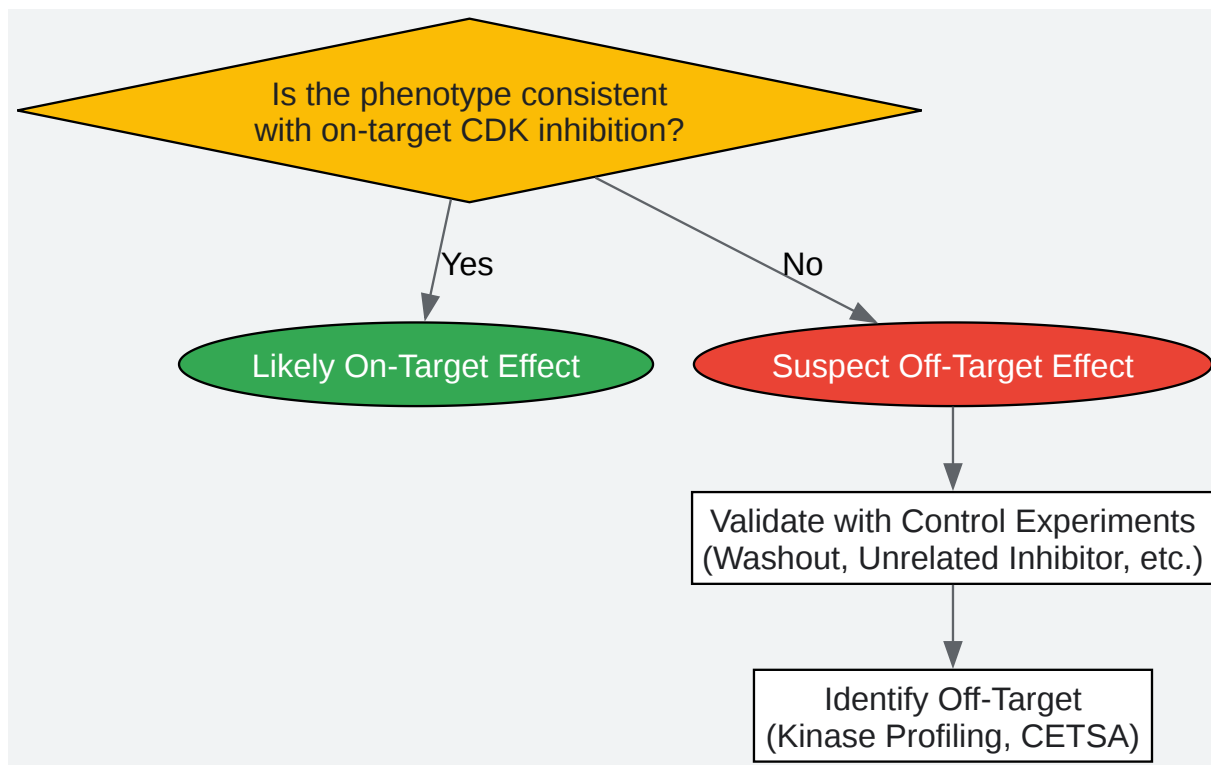 Is the phenotype consistent
with on-target CDK inhibition?
Yes
No
Likely On-Target Effect
Suspect Off-Target Effect
Validate with Control Experiments
(Washout, Unrelated Inhibitor, etc.)
Identify Off-Target
(Kinase Profiling, CETSA)